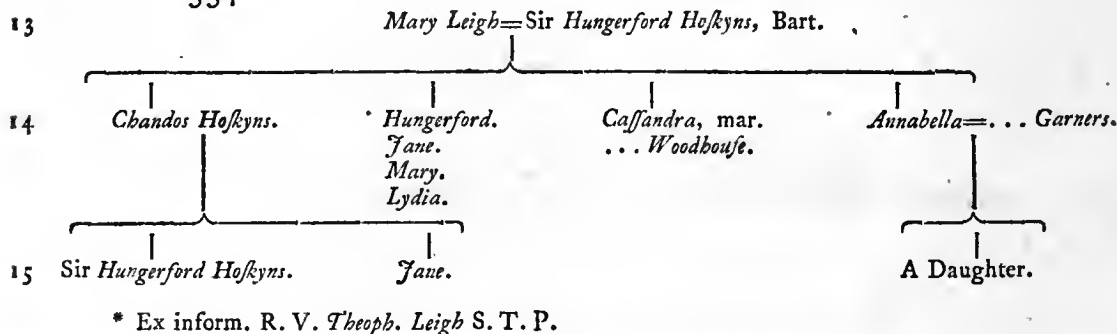 13 Mary Leigh=Sir Hungerford Hoſkyns, Bart.
14 Chandos Hoſkyns. Hungerford. Caſſandra, mar. Annabella=... Garners.
Jane. ... Woodhouſe.
Mary.
Lydia.
15 Sir Hungerford Hoſkyns. Jane. A Daughter.
* Ex inform. R. V. Theoph. Leigh S. T. P.